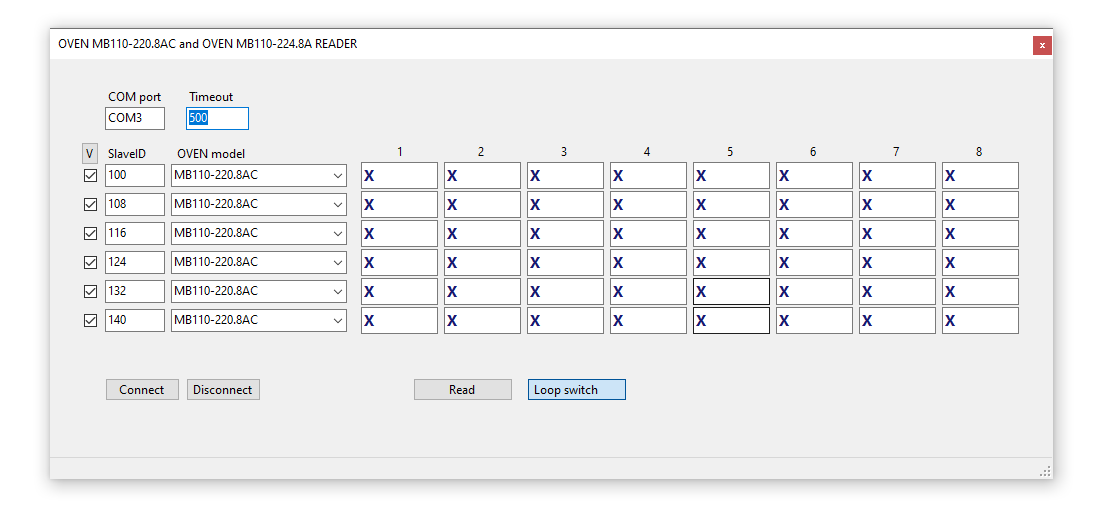 OVEN MB110-220.8AC and OVEN MB110-224.8A READER x
COM port Timeout
COM3 500
V SlaveID OVEN model 1 2 3 4 5 6 7 8
100 MB110-220.8AC X X X X X X X X
108 MB110-220.8AC X X X X X X X X
116 MB110-220.8AC X X X X X X X X
124 MB110-220.8AC X X X X X X X X
132 MB110-220.8AC X X X X X X X X
140 MB110-220.8AC X X X X X X X X
Connect Disconnect Read Loop switch